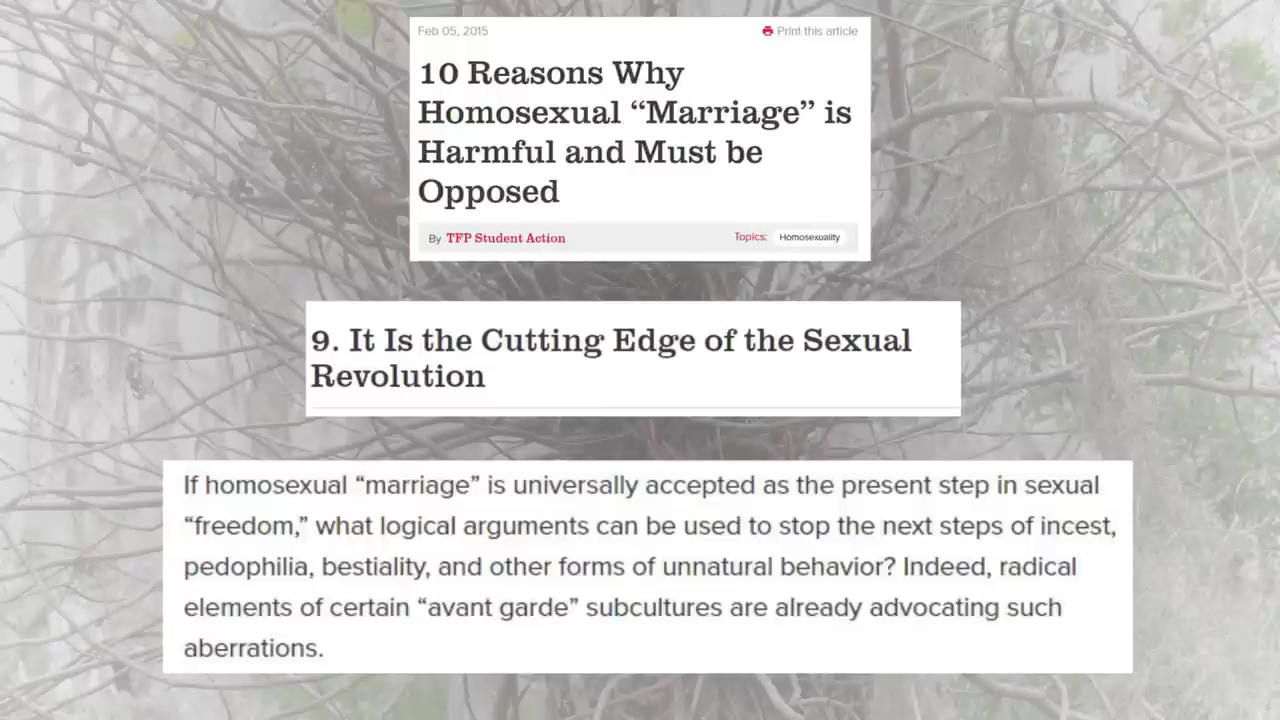 Feb 05, 2015
Print this article
10 Reasons Why
Homosexual “Marriage” is
Harmful and Must be
Opposed
By TFP Student Action
Topics: Homosexuality
9. It Is the Cutting Edge of the Sexual
Revolution
If homosexual “marriage” is universally accepted as the present step in sexual
“freedom,” what logical arguments can be used to stop the next steps of incest,
pedophilia, bestiality, and other forms of unnatural behavior? Indeed, radical
elements of certain “avant garde” subcultures are already advocating such
aberrations.